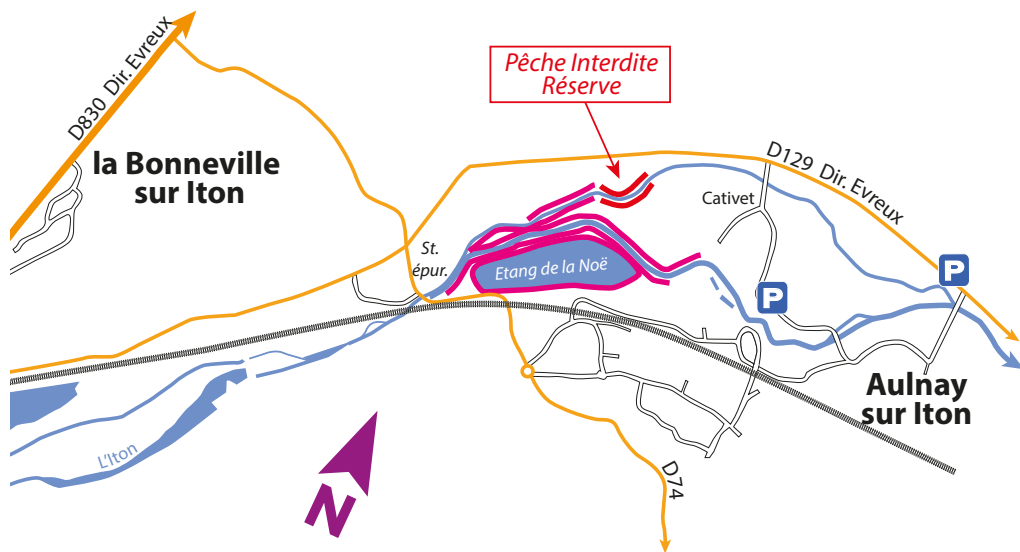 Pêche Interdite
Réserve
D830 Dir. Evreux
la Bonneville
sur Iton
D129 Dir. Evreux
Cativet
St.
épur.
Etang de la Noë
P
P
Aulnay
sur Iton
L'Iton
D74
N